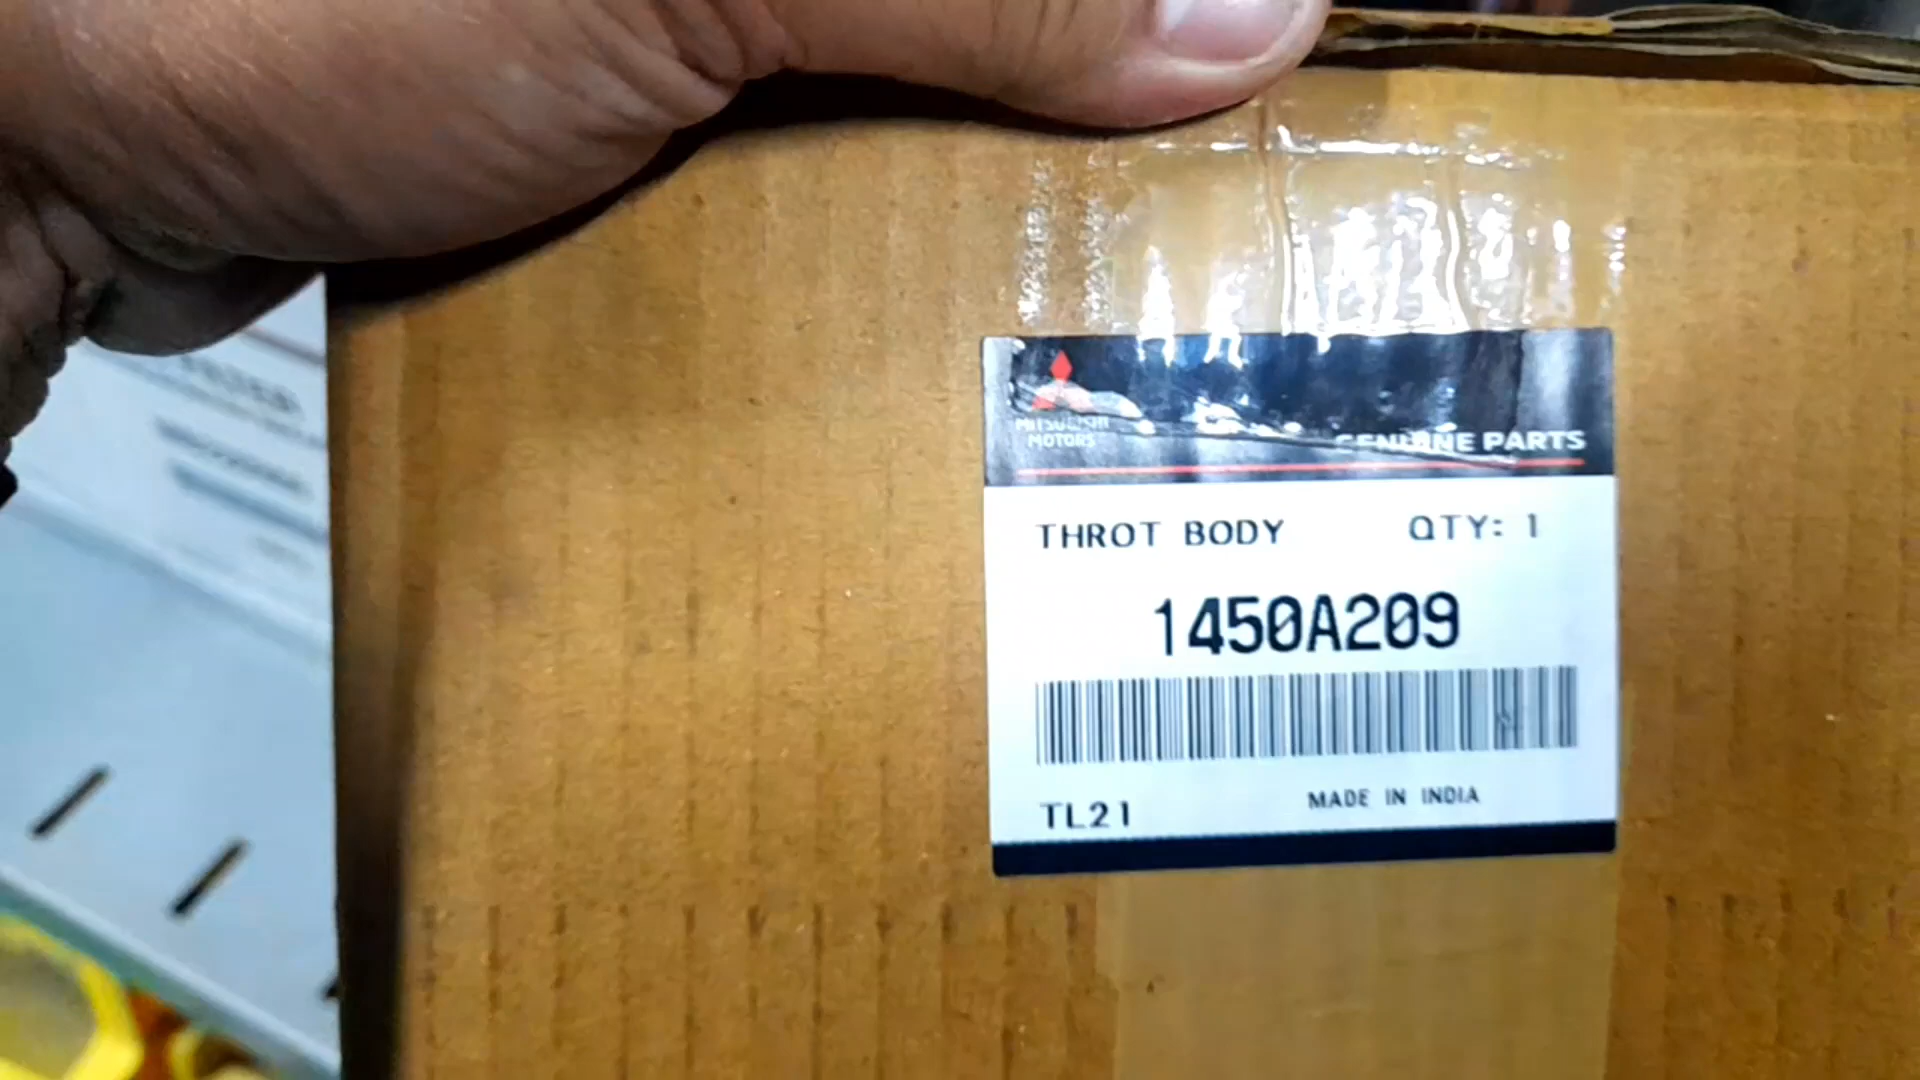 MITSUBISHI
MOTORS
GENUINE PARTS
THROT BODY QTY: 1
1450A209
TL21 MADE IN INDIA